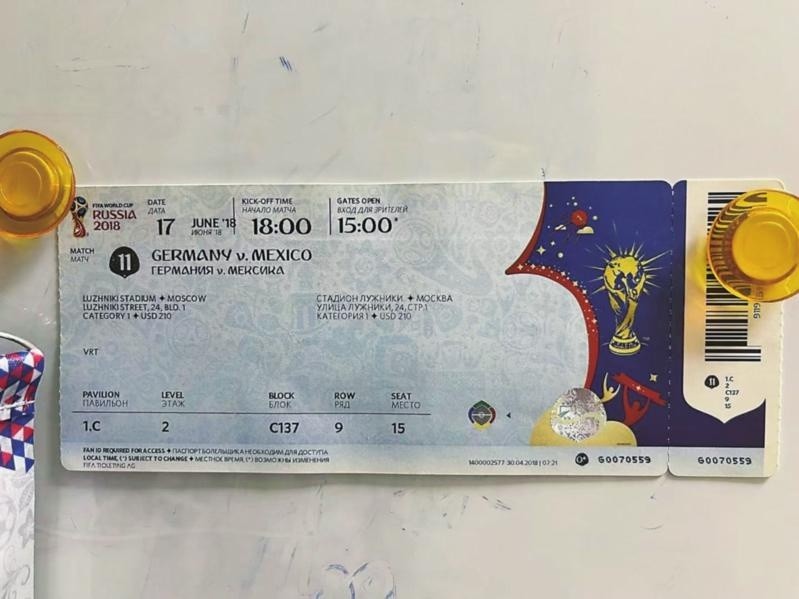 FIFA WORLD CUP
RUSSIA
2018
DATE
ДАТА
17 JUNE '18
ИЮНЯ '18
KICK-OFF TIME
НАЧАЛО МАТЧА
18:00
GATES OPEN
ВХОД ДЛЯ ЗРИТЕЛЕЙ
15:00*
MATCH
МАТЧ
11
GERMANY v. MEXICO
ГЕРМАНИЯ v. МЕКСИКА
LUZHNIKI STADIUM ✦ MOSCOW
LUZHNIKI STREET, 24, BLD. 1
CATEGORY 1 ✦ USD 210
СТАДИОН ЛУЖНИКИ ✦ МОСКВА
УЛИЦА ЛУЖНИКИ, 24, СТР.1
КАТЕГОРИЯ 1 ✦ USD 210
VRT
PAVILION LEVEL BLOCK ROW SEAT
ПАВИЛЬОН ЭТАЖ БЛОК РЯД МЕСТО
1.C 2 C137 9 15
FAN ID REQUIRED FOR ACCESS ✦ ПАСПОРТ БОЛЕЛЬЩИКА НЕОБХОДИМ ДЛЯ ДОСТУПА
LOCAL TIME, (*) SUBJECT TO CHANGE ✦ МЕСТНОЕ ВРЕМЯ, (*) ВОЗМОЖНЫ ИЗМЕНЕНИЯ
FIFA TICKETING AG
1400002577 30.04.2018 | 07:21
G0070559
11
1.C
2
C137
9
15
G0070559